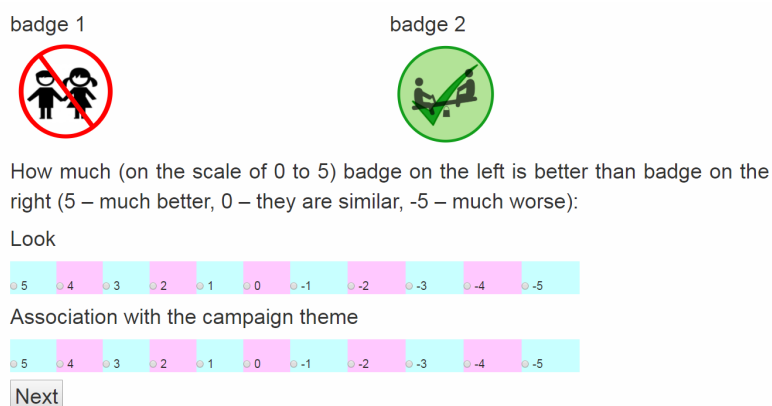 badge 1 badge 2
How much (on the scale of 0 to 5) badge on the left is better than badge on the
right (5 – much better, 0 – they are similar, -5 – much worse):
Look
5 4 3 2 1 0 -1 -2 -3 -4 -5
Association with the campaign theme
5 4 3 2 1 0 -1 -2 -3 -4 -5
Next